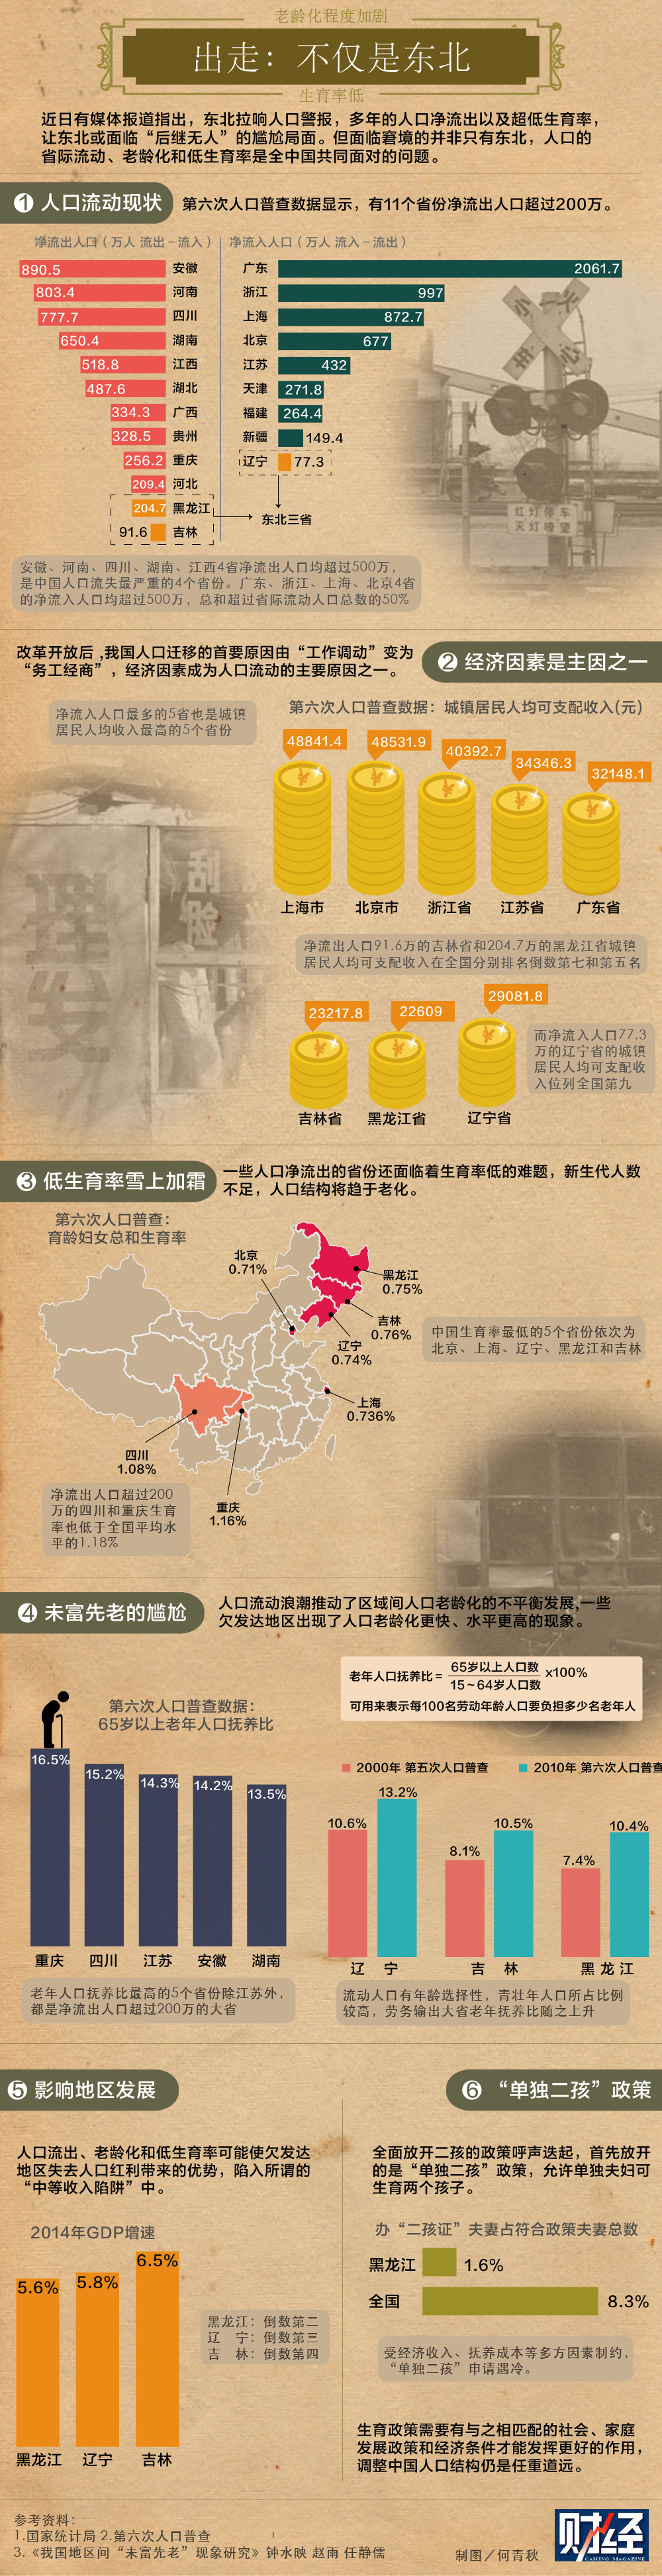 老龄化程度加剧
出走：不仅是东北
生育率低
近日有媒体报道指出，东北拉响人口警报，多年的人口净流出以及超低生育率，
让东北或面临“后继无人”的尴尬局面。但面临窘境的并非只有东北，人口的
省际流动、老龄化和低生育率是全中国共同面对的问题。
1 人口流动现状
第六次人口普查数据显示，有11个省份净流出人口超过200万。
净流出人口（万人 流出－流入）
890.5 安徽
803.4 河南
777.7 四川
650.4 湖南
518.8 江西
487.6 湖北
334.3 广西
328.5 贵州
256.2 重庆
209.4 河北
204.7 黑龙江
91.6 吉林
净流入人口（万人 流入－流出）
广东 2061.7
浙江 997
上海 872.7
北京 677
江苏 432
天津 271.8
福建 264.4
新疆 149.4
辽宁 77.3
东北三省
红灯停车
灭灯瞭望
安徽、河南、四川、湖南、江西4省净流出人口均超过500万，
是中国人口流失最严重的4个省份。广东、浙江、上海、北京4省
的净流入人口均超过500万，总和超过省际流动人口总数的50%
改革开放后,我国人口迁移的首要原因由“工作调动”变为
“务工经商”，经济因素成为人口流动的主要原因之一。
2 经济因素是主因之一
净流入人口最多的5省也是城镇
居民人均收入最高的5个省份
第六次人口普查数据：城镇居民人均可支配收入(元)
48841.4
48531.9
40392.7
34346.3
32148.1
上海市
北京市
浙江省
江苏省
广东省
净流出人口91.6万的吉林省和204.7万的黑龙江省城镇
居民人均可支配收入在全国分别排名倒数第七和第五名
23217.8
22609
29081.8
吉林省
黑龙江省
辽宁省
而净流入人口77.3
万的辽宁省的城镇
居民人均可支配收
入位列全国第九
3 低生育率雪上加霜
一些人口净流出的省份还面临着生育率低的难题，新生代人数
不足，人口结构将趋于老化。
第六次人口普查：
育龄妇女总和生育率
北京
0.71%
黑龙江
0.75%
吉林
0.76%
辽宁
0.74%
上海
0.736%
四川
1.08%
重庆
1.16%
中国生育率最低的5个省份依次为
北京、上海、辽宁、黑龙江和吉林
净流出人口超过200
万的四川和重庆生育
率也低于全国平均水
平的1.18%
4 未富先老的尴尬
人口流动浪潮推动了区域间人口老龄化的不平衡发展,一些
欠发达地区出现了人口老龄化更快、水平更高的现象。
老年人口抚养比＝ 65岁以上人口数 x100%
15～64岁人口数
可用来表示每100名劳动年龄人口要负担多少名老年人
第六次人口普查数据：
65岁以上老年人口抚养比
16.5%
15.2%
14.3%
14.2%
13.5%
重庆
四川
江苏
安徽
湖南
老年人口抚养比最高的5个省份除江苏外，
都是净流出人口超过200万的大省
2000年 第五次人口普查
2010年 第六次人口普查
10.6%
13.2%
8.1%
10.5%
7.4%
10.4%
辽 宁
吉 林
黑 龙 江
流动人口有年龄选择性，青壮年人口所占比例
较高，劳务输出大省老年抚养比随之上升
5 影响地区发展
人口流出、老龄化和低生育率可能使欠发达
地区失去人口红利带来的优势，陷入所谓的
“中等收入陷阱”中。
2014年GDP增速
5.6%
5.8%
6.5%
黑龙江
辽宁
吉林
黑龙江：倒数第二
辽 宁：倒数第三
吉 林：倒数第四
6 “单独二孩”政策
全面放开二孩的政策呼声迭起，首先放开
的是“单独二孩”政策，允许单独夫妇可
生育两个孩子。
办“二孩证”夫妻占符合政策夫妻总数
黑龙江 1.6%
全国 8.3%
受经济收入、抚养成本等多方因素制约，
“单独二孩”申请遇冷。
生育政策需要有与之相匹配的社会、家庭
发展政策和经济条件才能发挥更好的作用，
调整中国人口结构仍是任重道远。
参考资料：
1.国家统计局 2.第六次人口普查
3.《我国地区间“未富先老”现象研究》钟水映 赵雨 任静儒
制图／何青秋
财经
CAIJING MAGAZINE